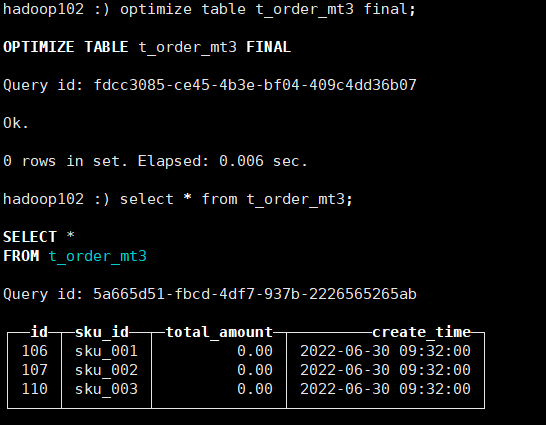 hadoop102 :) optimize table t_order_mt3 final;
OPTIMIZE TABLE t_order_mt3 FINAL
Query id: fdcc3085-ce45-4b3e-bf04-409c4dd36b07
Ok.
0 rows in set. Elapsed: 0.006 sec.
hadoop102 :) select * from t_order_mt3;
SELECT *
FROM t_order_mt3
Query id: 5a665d51-fbcd-4df7-937b-2226565265ab
id sku_id total_amount create_time
106 sku_001 0.00 2022-06-30 09:32:00
107 sku_002 0.00 2022-06-30 09:32:00
110 sku_003 0.00 2022-06-30 09:32:00